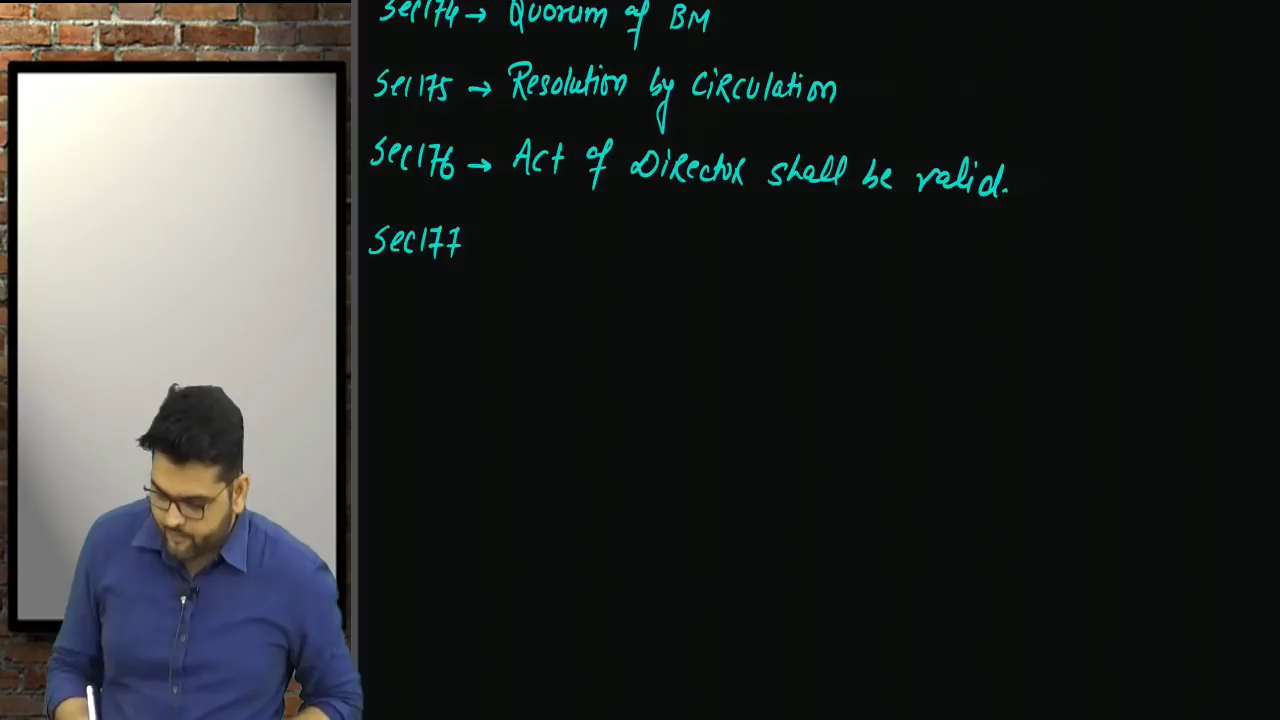 Sec174 → Quorum of BM
Sec175 → Resolution by Circulation
Sec176 → Act of Director shall be valid.
Sec177